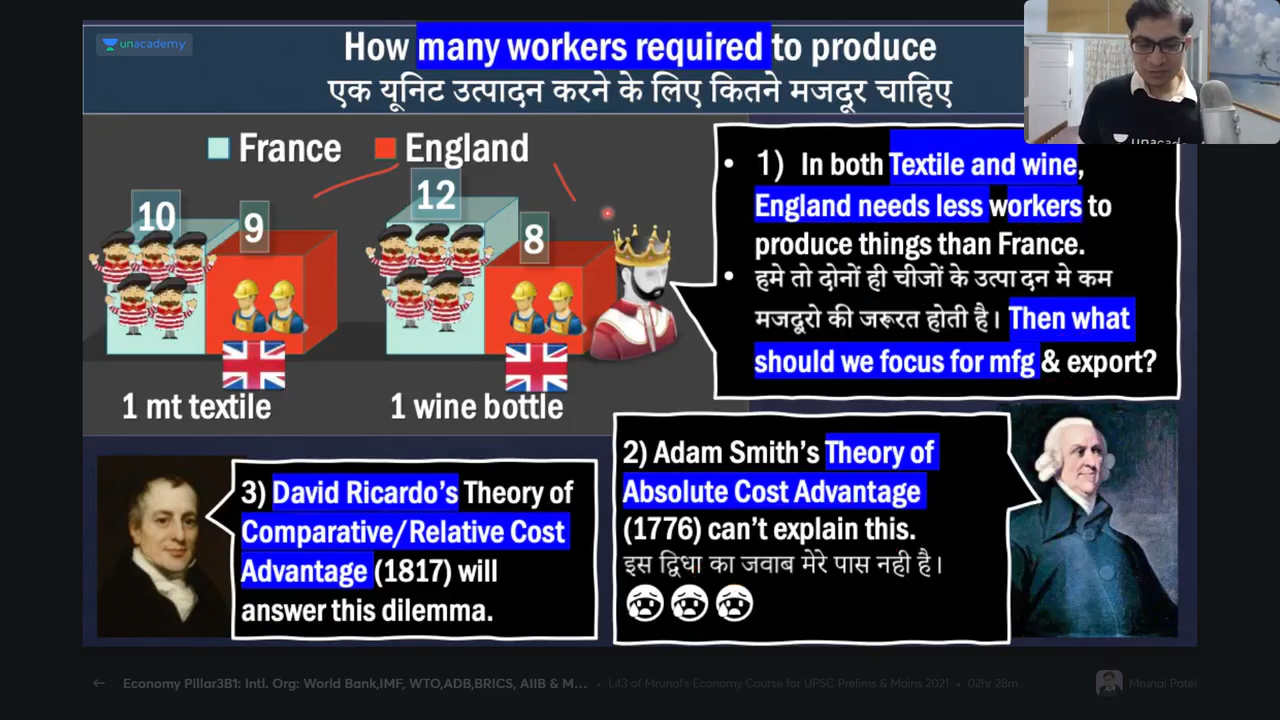 unacademy
How many workers required to produce
एक यूनिट उत्पादन करने के लिए कितने मजदूर चाहिए
France England
10 9 12 8
1 mt textile 1 wine bottle
1) In both Textile and wine,
England needs less workers to
produce things than France.
हमे तो दोनों ही चीजों के उत्पा दन मे कम
मजदूरो की जरूरत होती है। Then what
should we focus for mfg & export?
2) Adam Smith's Theory of
Absolute Cost Advantage
(1776) can't explain this.
इस द्विधा का जवाब मेरे पास नही है।
3) David Ricardo's Theory of
Comparative/Relative Cost
Advantage (1817) will
answer this dilemma.
unacademy
Economy Pillar3B1: Intl. Org: World Bank,IMF, WTO,ADB,BRICS, AIIB & M... • L43 of Mrunal's Economy Course for UPSC Prelims & Mains 2021 • 02hr 28m
Mrunal Patel